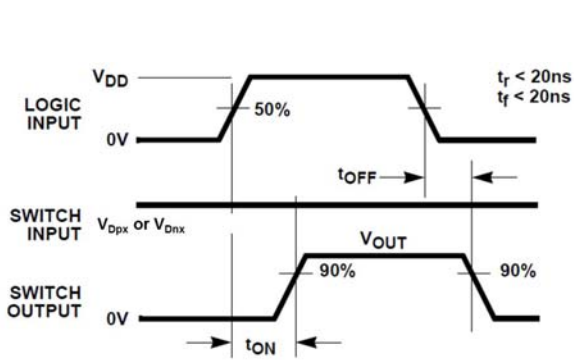 VDD
LOGIC
INPUT
50%
0V
tr < 20ns
tf < 20ns
tOFF
SWITCH
INPUT
VDpx or VDnx
VOUT
90%
90%
SWITCH
OUTPUT
0V
tON